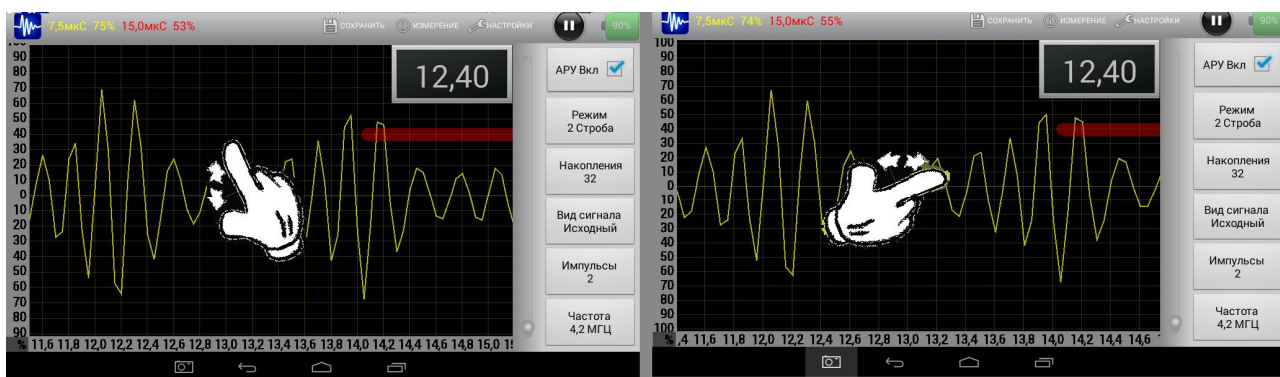 7,5мкС 75% 15,0мкС 53%
СОХРАНИТЬ ИЗМЕРЕНИЕ НАСТРОЙКИ
90%
100
90
80
70
60
50
40
30
20
10
0
10
20
30
40
50
60
70
80
90
% 11,6 11,8 12,0 12,2 12,4 12,6 12,8 13,0 13,2 13,4 13,6 13,8 14,0 14,2 14,4 14,6 14,8 15,0
12,40
АРУ Вкл
Режим
2 Строба
Накопления
32
Вид сигнала
Исходный
Импульсы
2
Частота
4,2 МГЦ
7,5мкС 74% 15,0мкС 55%
СОХРАНИТЬ ИЗМЕРЕНИЕ НАСТРОЙКИ
90%
100
90
80
70
60
50
40
30
20
10
0
10
20
30
40
50
60
70
80
90
100
% ,4 11,6 11,8 12,0 12,2 12,4 12,6 12,8 13,0 13,2 13,4 13,6 13,8 14,0 14,2 14,4 14,6
12,40
АРУ Вкл
Режим
2 Строба
Накопления
32
Вид сигнала
Исходный
Импульсы
2
Частота
4,2 МГЦ